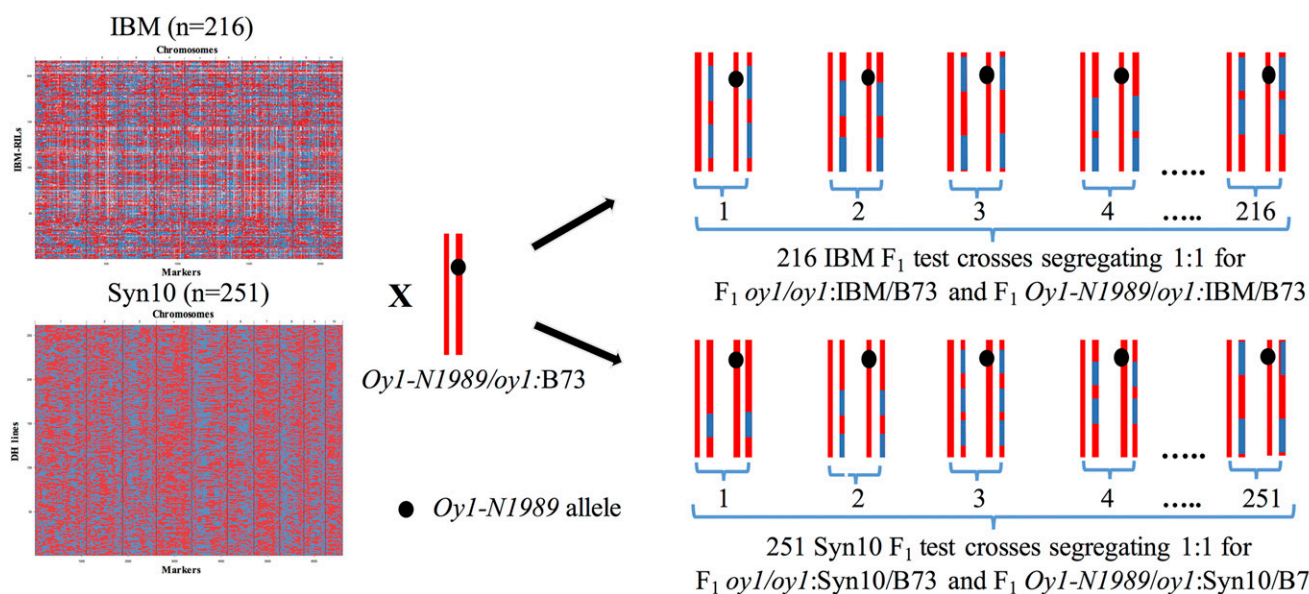 IBM (n=216)
Chromosomes
IBM-RILs
Markers
Syn10 (n=251)
Chromosomes
DH lines
Markers
X
Oy1-N1989/oy1:B73
Oy1-N1989 allele
1 2 3 4 ..... 216
.....
216 IBM F1 test crosses segregating 1:1 for
F1 oy1/oy1:IBM/B73 and F1 Oy1-N1989/oy1:IBM/B73
.....
1 2 3 4 ..... 251
251 Syn10 F1 test crosses segregating 1:1 for
F1 oy1/oy1:Syn10/B73 and F1 Oy1-N1989/oy1:Syn10/B7